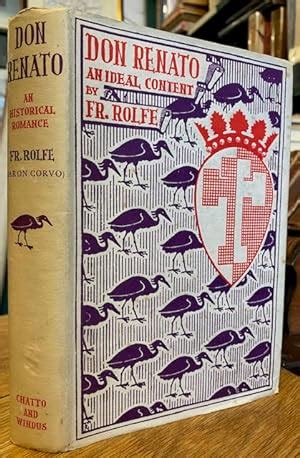 DON
RENATO
AN
HISTORICAL
ROMANCE
FR. ROLFE
(BARON CORVO)
CHATTO
AND
WINDUS
DON RENATO
AN IDEAL CONTENT
BY
FR. ROLFE